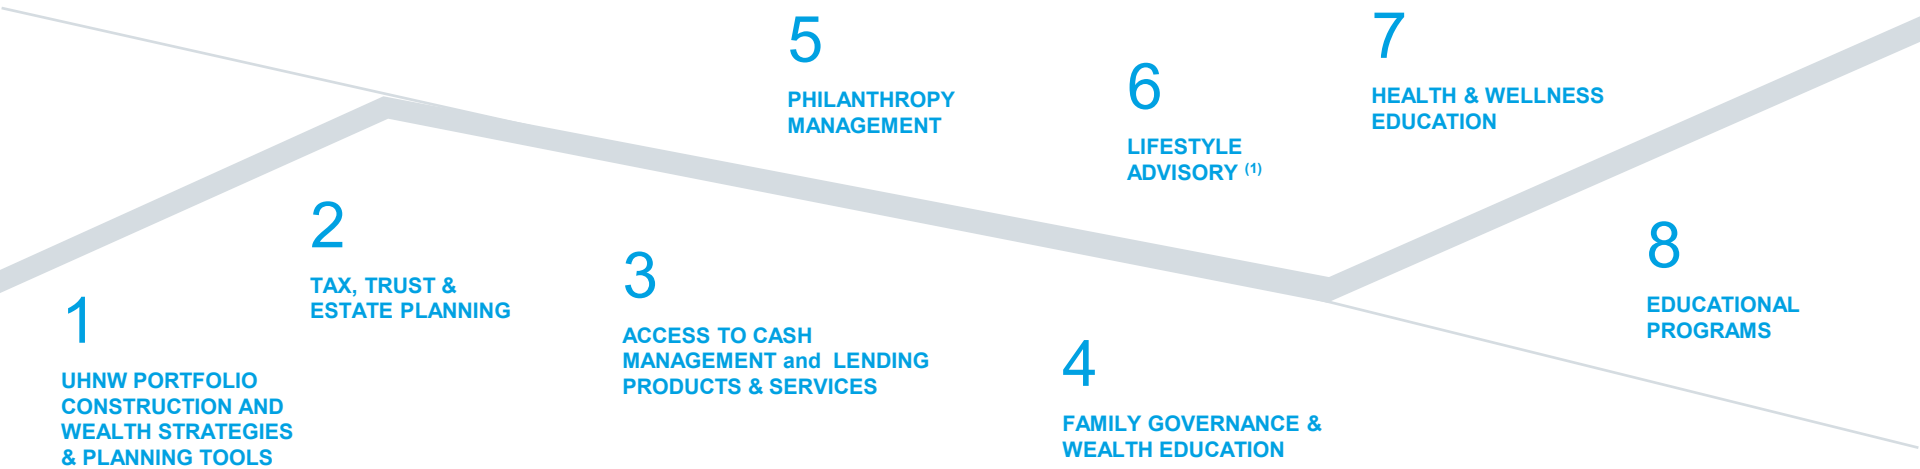 1
UHNW PORTFOLIO
CONSTRUCTION AND
WEALTH STRATEGIES
& PLANNING TOOLS
2
TAX, TRUST &
ESTATE PLANNING
3
ACCESS TO CASH
MANAGEMENT and LENDING
PRODUCTS & SERVICES
4
FAMILY GOVERNANCE &
WEALTH EDUCATION
5
PHILANTHROPY
MANAGEMENT
6
LIFESTYLE
ADVISORY (1)
7
HEALTH & WELLNESS
EDUCATION
8
EDUCATIONAL
PROGRAMS